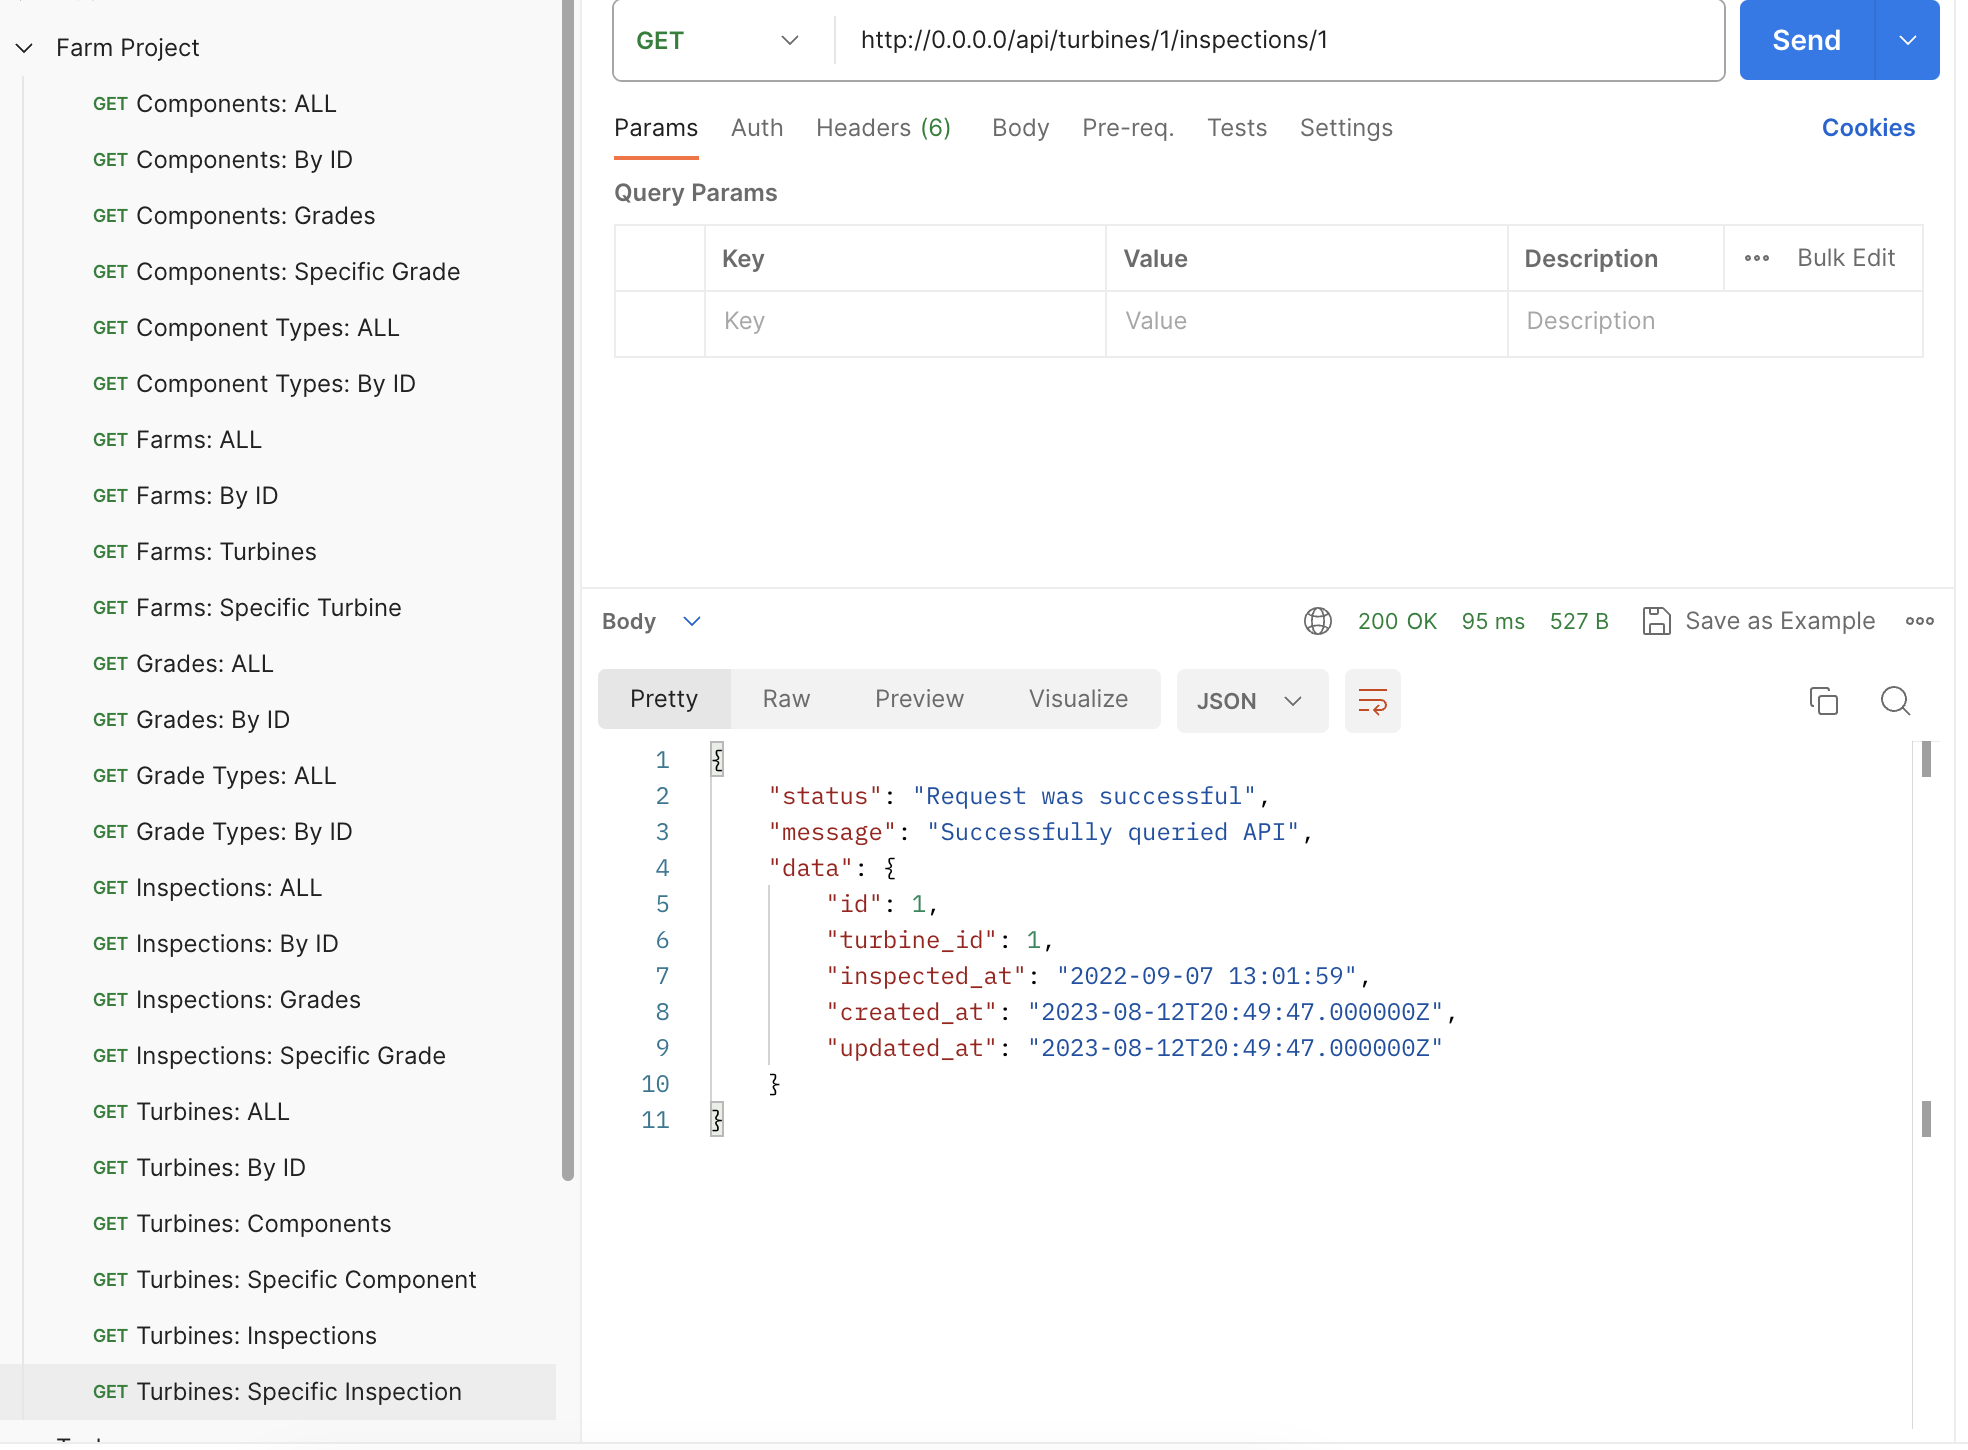 Farm Project
GET Components: ALL
GET Components: By ID
GET Components: Grades
GET Components: Specific Grade
GET Component Types: ALL
GET Component Types: By ID
GET Farms: ALL
GET Farms: By ID
GET Farms: Turbines
GET Farms: Specific Turbine
GET Grades: ALL
GET Grades: By ID
GET Grade Types: ALL
GET Grade Types: By ID
GET Inspections: ALL
GET Inspections: By ID
GET Inspections: Grades
GET Inspections: Specific Grade
GET Turbines: ALL
GET Turbines: By ID
GET Turbines: Components
GET Turbines: Specific Component
GET Turbines: Inspections
GET Turbines: Specific Inspection
GET http://0.0.0.0/api/turbines/1/inspections/1 Send
Params Auth Headers (6) Body Pre-req. Tests Settings Cookies
Query Params
Key Value Description Bulk Edit
Key Value Description
Body 200 OK 95 ms 527 B Save as Example
Pretty Raw Preview Visualize JSON
1 {
2 "status": "Request was successful",
3 "message": "Successfully queried API",
4 "data": {
5 "id": 1,
6 "turbine_id": 1,
7 "inspected_at": "2022-09-07 13:01:59",
8 "created_at": "2023-08-12T20:49:47.000000Z",
9 "updated_at": "2023-08-12T20:49:47.000000Z"
10 }
11 }